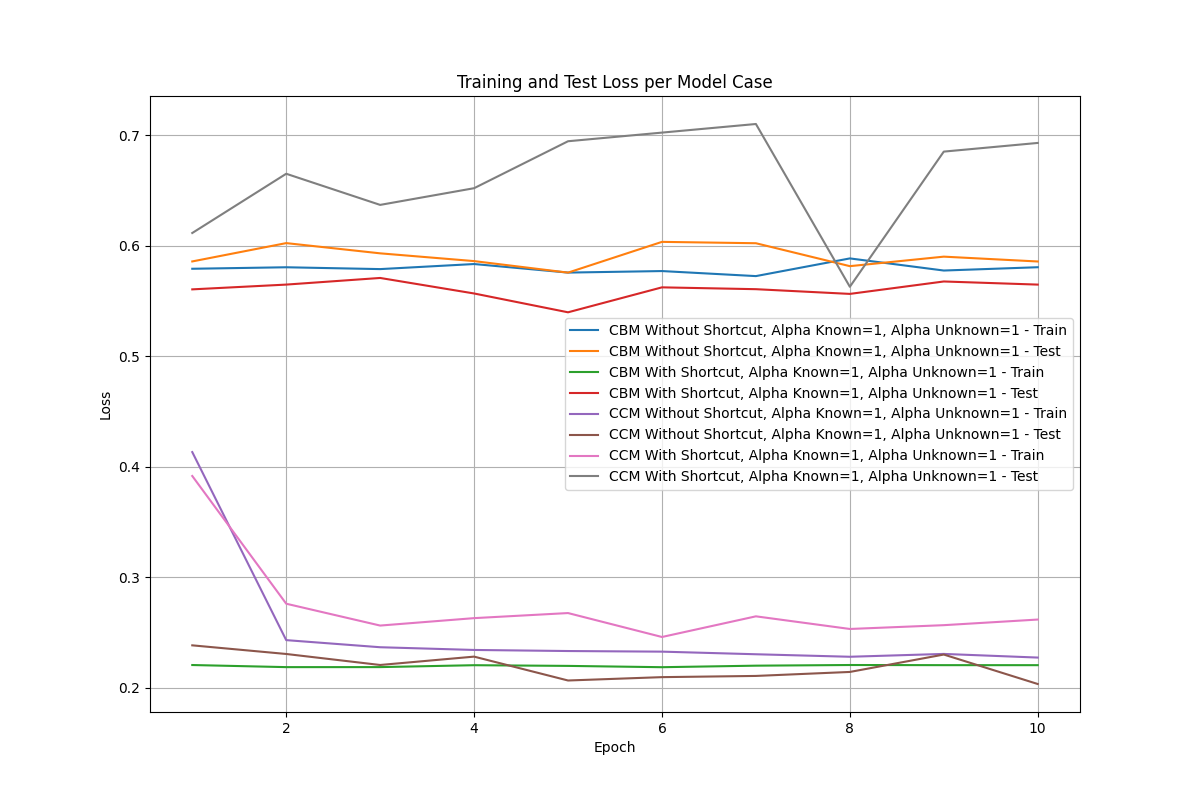 Training and Test Loss per Model Case
0.7
0.6
0.5
0.4
0.3
0.2
Loss
CBM Without Shortcut, Alpha Known=1, Alpha Unknown=1 - Train
CBM Without Shortcut, Alpha Known=1, Alpha Unknown=1 - Test
CBM With Shortcut, Alpha Known=1, Alpha Unknown=1 - Train
CBM With Shortcut, Alpha Known=1, Alpha Unknown=1 - Test
CCM Without Shortcut, Alpha Known=1, Alpha Unknown=1 - Train
CCM Without Shortcut, Alpha Known=1, Alpha Unknown=1 - Test
CCM With Shortcut, Alpha Known=1, Alpha Unknown=1 - Train
CCM With Shortcut, Alpha Known=1, Alpha Unknown=1 - Test
2 4 6 8 10
Epoch